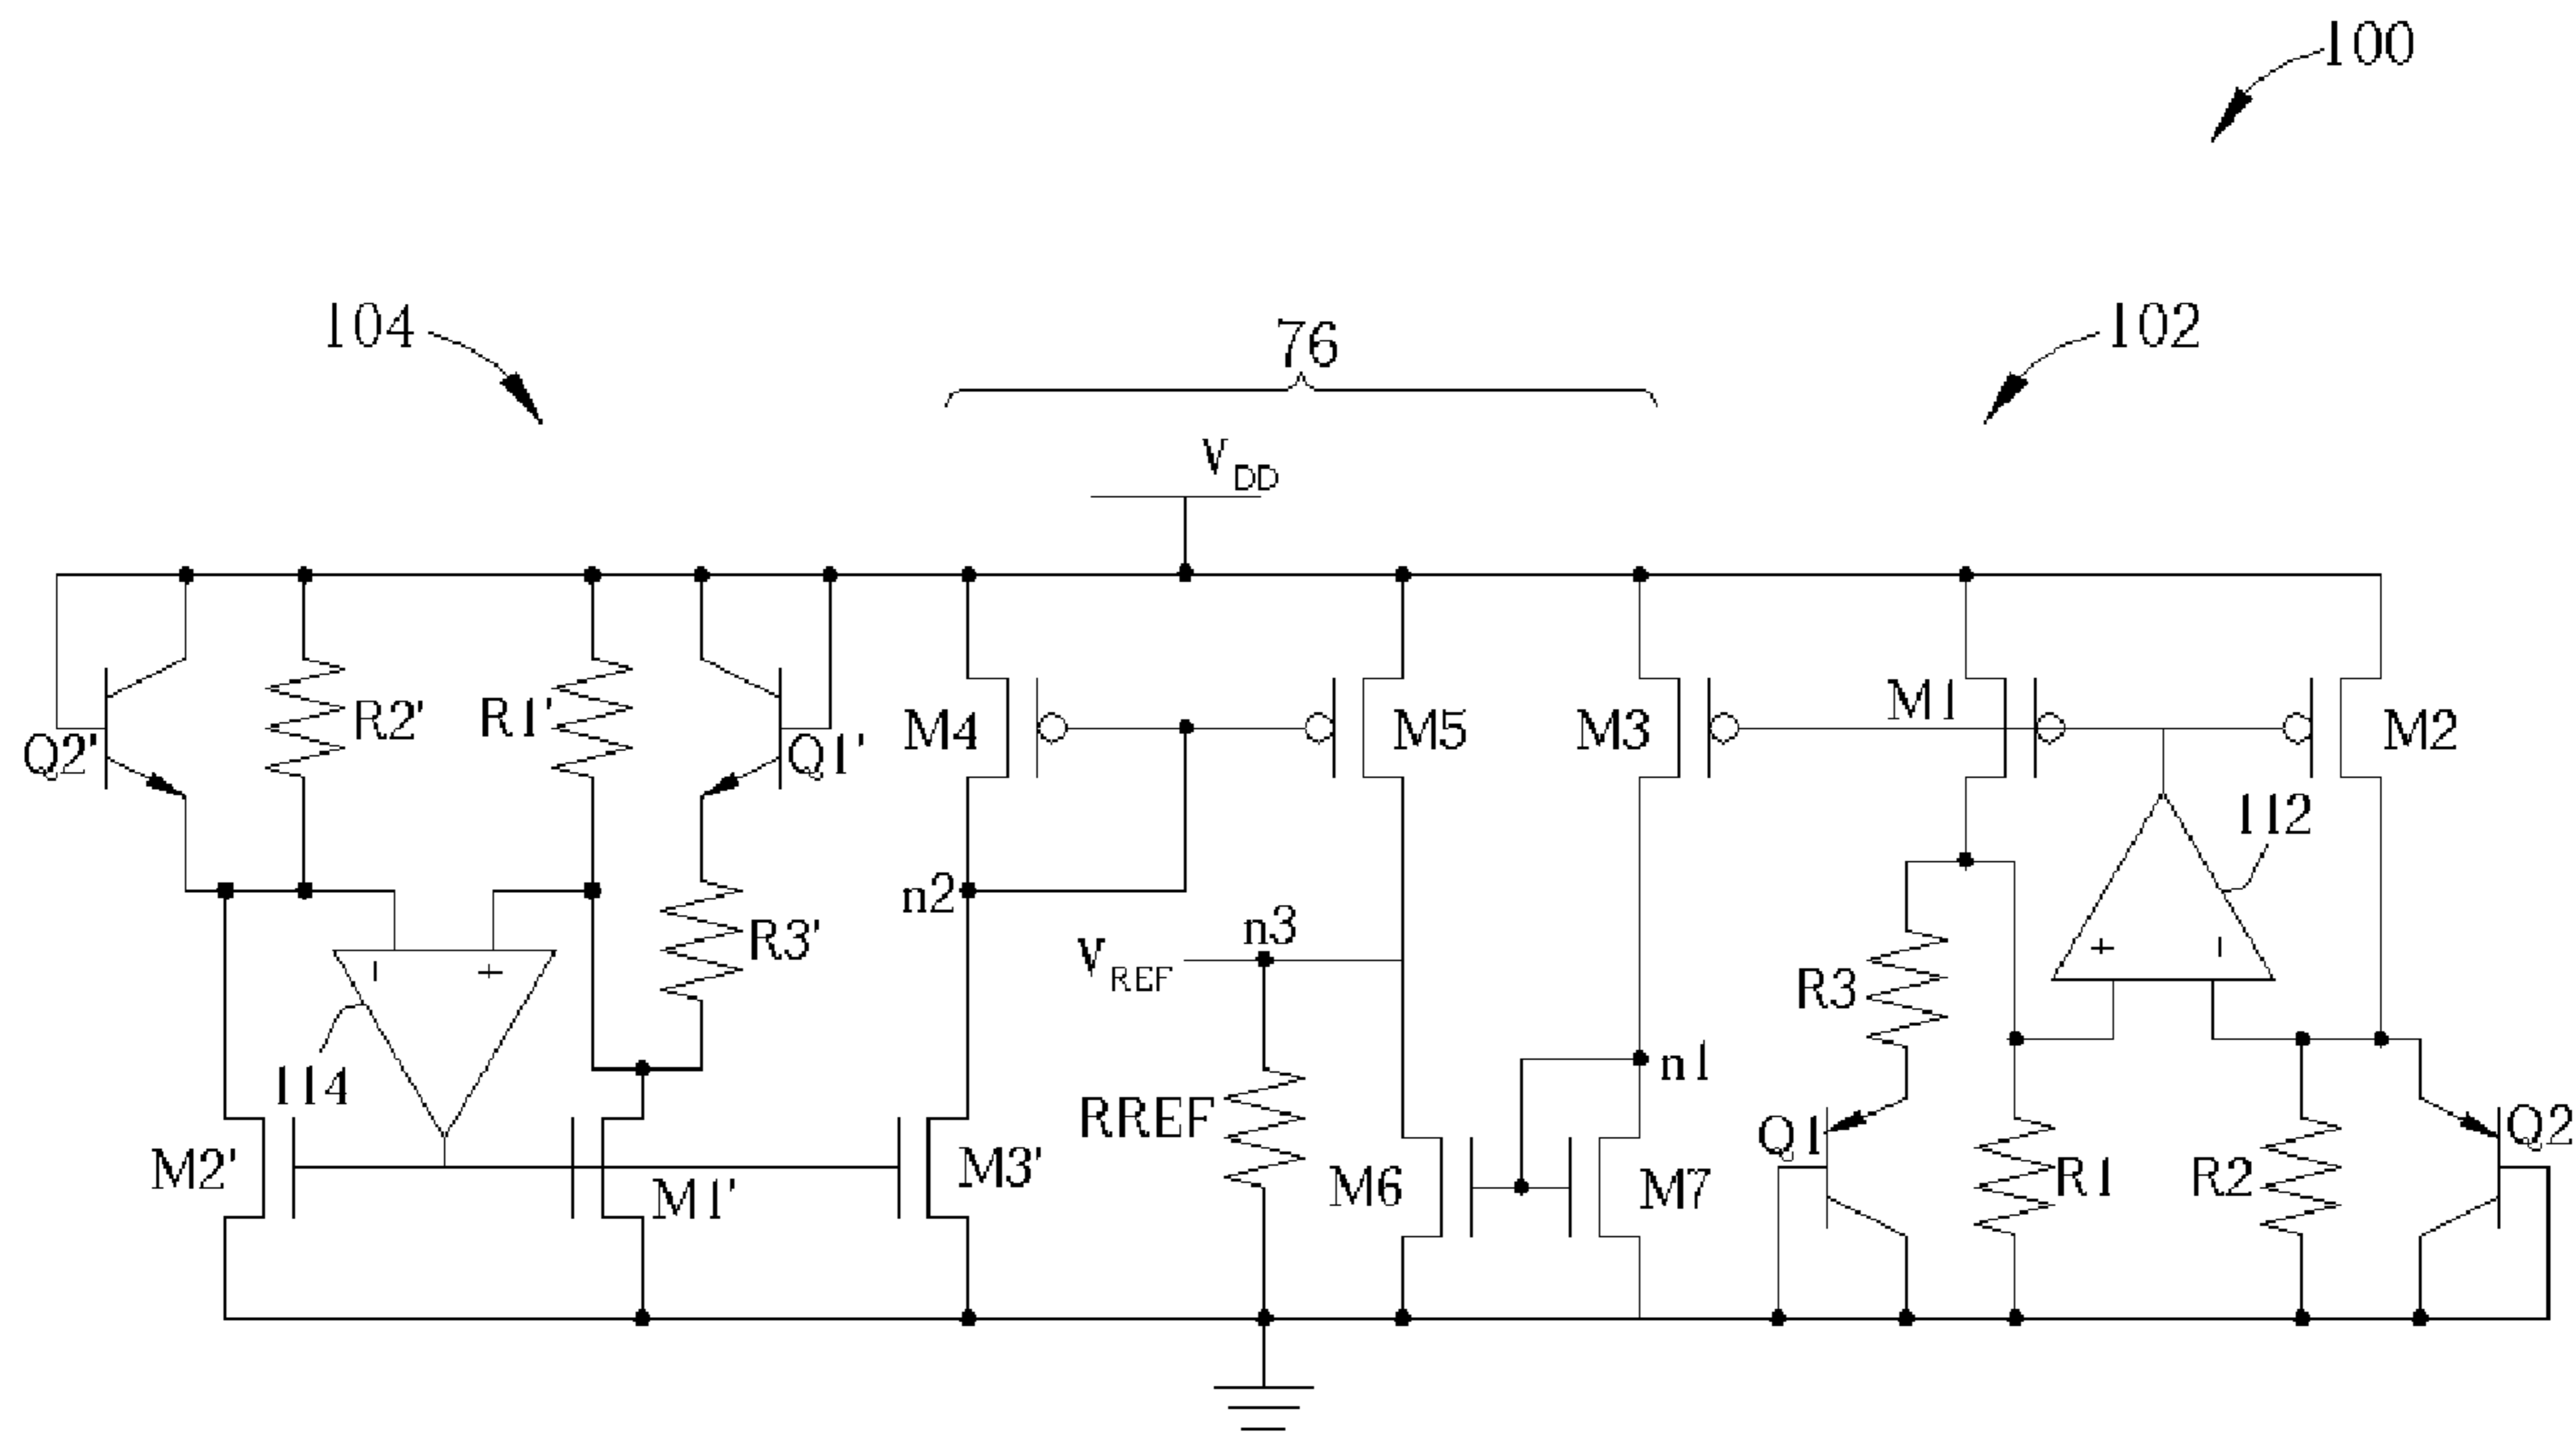 100
104
76
102
VDD
Q2'
R2'
R1'
Q1'
M4
M5
M3
M1
M2
112
n2
R3'
n3
VREF
- +
+ -
R3
n1
114
RREF
Q1
Q2
M2'
M1'
M3'
M6
M7
R1
R2